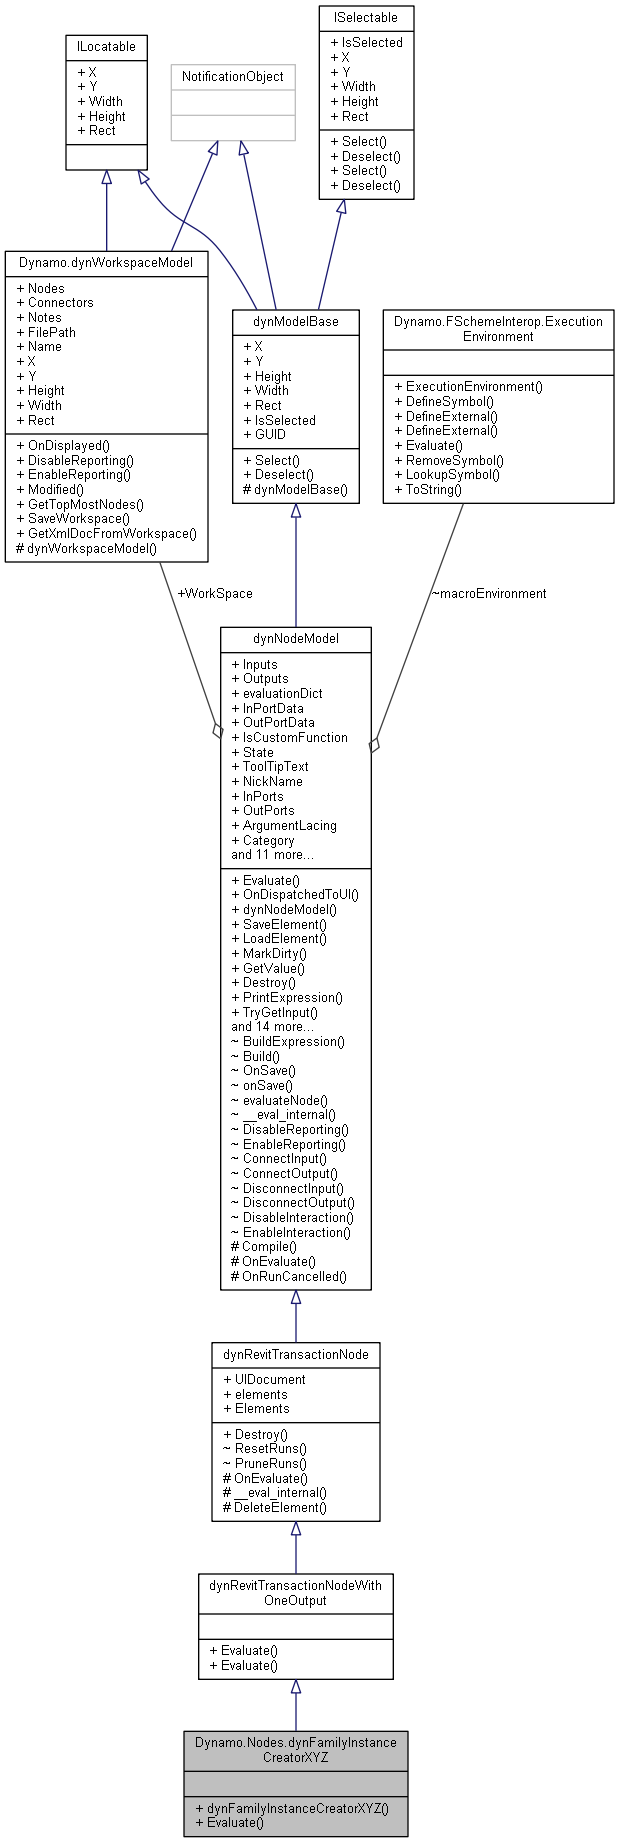 ISelectable
+ IsSelected
+ X
+ Y
+ Width
+ Height
+ Rect
+ Select()
+ Deselect()
+ Select()
+ Deselect()
ILocatable
+ X
+ Y
+ Width
+ Height
+ Rect
NotificationObject
Dynamo.dynWorkspaceModel
+ Nodes
+ Connectors
+ Notes
+ FilePath
+ Name
+ X
+ Y
+ Height
+ Width
+ Rect
+ OnDisplayed()
+ DisableReporting()
+ EnableReporting()
+ Modified()
+ GetTopMostNodes()
+ SaveWorkspace()
+ GetXmlDocFromWorkspace()
# dynWorkspaceModel()
dynModelBase
+ X
+ Y
+ Height
+ Width
+ Rect
+ IsSelected
+ GUID
+ Select()
+ Deselect()
# dynModelBase()
Dynamo.FSchemeInterop.Execution
Environment
+ ExecutionEnvironment()
+ DefineSymbol()
+ DefineExternal()
+ DefineExternal()
+ Evaluate()
+ RemoveSymbol()
+ LookupSymbol()
+ ToString()
+WorkSpace
~macroEnvironment
dynNodeModel
+ Inputs
+ Outputs
+ evaluationDict
+ InPortData
+ OutPortData
+ IsCustomFunction
+ State
+ ToolTipText
+ NickName
+ InPorts
+ OutPorts
+ ArgumentLacing
+ Category
and 11 more...
+ Evaluate()
+ OnDispatchedToUI()
+ dynNodeModel()
+ SaveElement()
+ LoadElement()
+ MarkDirty()
+ GetValue()
+ Destroy()
+ PrintExpression()
+ TryGetInput()
and 14 more...
~ BuildExpression()
~ Build()
~ OnSave()
~ onSave()
~ evaluateNode()
~ __eval_internal()
~ DisableReporting()
~ EnableReporting()
~ ConnectInput()
~ ConnectOutput()
~ DisconnectInput()
~ DisconnectOutput()
~ DisableInteraction()
~ EnableInteraction()
# Compile()
# OnEvaluate()
# OnRunCancelled()
dynRevitTransactionNode
+ UIDocument
+ elements
+ Elements
+ Destroy()
~ ResetRuns()
~ PruneRuns()
# OnEvaluate()
# __eval_internal()
# DeleteElement()
dynRevitTransactionNodeWith
OneOutput
+ Evaluate()
+ Evaluate()
Dynamo.Nodes.dynFamilyInstance
CreatorXYZ
+ dynFamilyInstanceCreatorXYZ()
+ Evaluate()